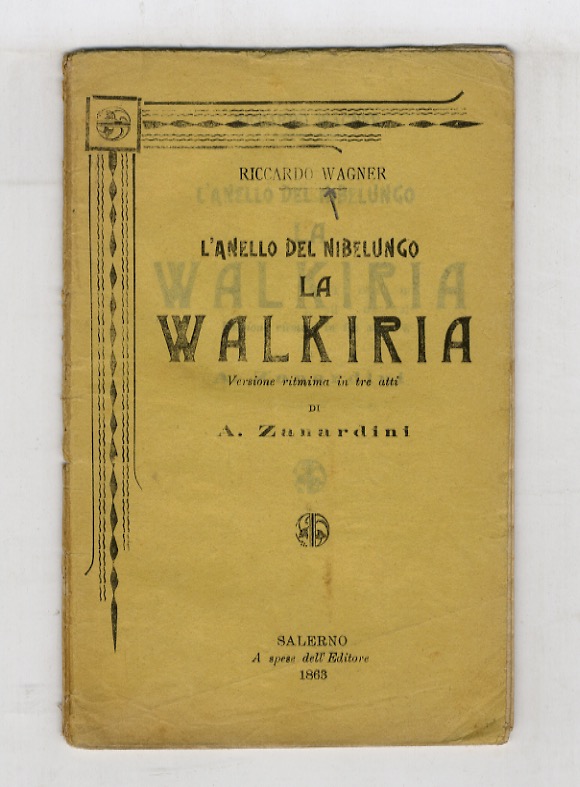 RICCARDO WAGNER
L'ANELLO DEL NIBELUNGO
LA
WALKIRIA
Versione ritmima in tre atti
DI
A. Zanardini
SALERNO
A spese dell'Editore
1863